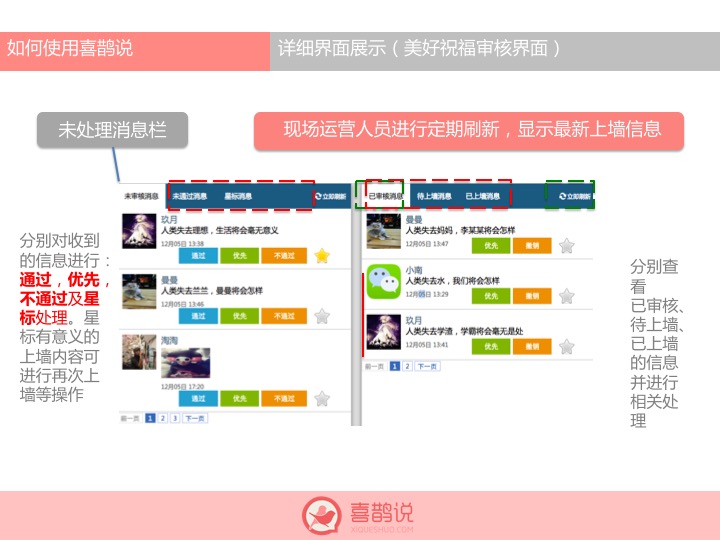 如何使用喜鹊说
详细界面展示（美好祝福审核界面）
未处理消息栏
现场运营人员进行定期刷新，显示最新上墙信息
分别对收到
的信息进行：
通过，优先，
不通过及星
标处理。星
标有意义的
上墙内容可
进行再次上
墙等操作
未审核消息 未通过消息 星标消息 立即刷新
玖月
人类失去理想，生活将会毫无意义
12月05日 13:38
通过 优先 不通过
曼曼
人类失去兰兰，曼曼将会怎样
12月05日 13:46
通过 优先 不通过
淘淘
12月05日 17:20
通过 优先 不通过
前一页 1 2 3 下一页
已审核消息 待上墙消息 已上墙消息 立即刷新
曼曼
人类失去妈妈，李某某将会怎样
12月05日 13:47
优先 撤销
小南
人类失去水，我们将会怎样
12月05日 13:29
优先 撤销
玖月
人类失去学渣，学霸将会毫无是处
12月05日 13:41
优先 撤销
前一页 1 2 下一页
分别查
看
已审核、
待上墙、
已上墙
的信息
并进行
相关处
理
喜鹊说
XIQUESHUO.COM